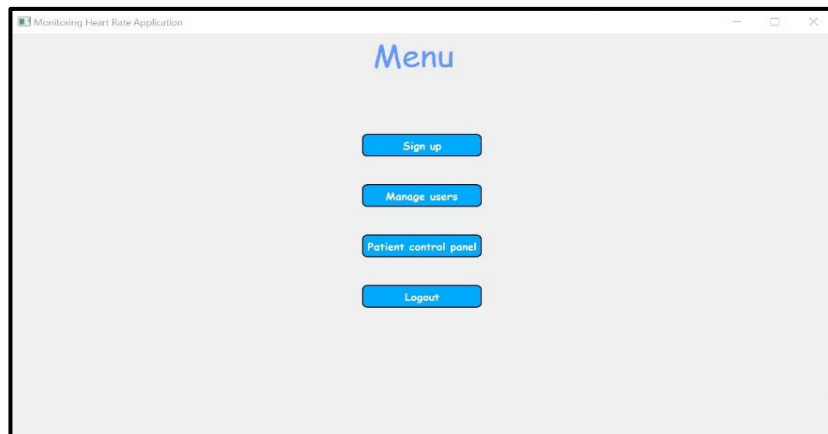 Monitoring Heart Rate Application
Menu
Sign up
Manage users
Patient control panel
Logout